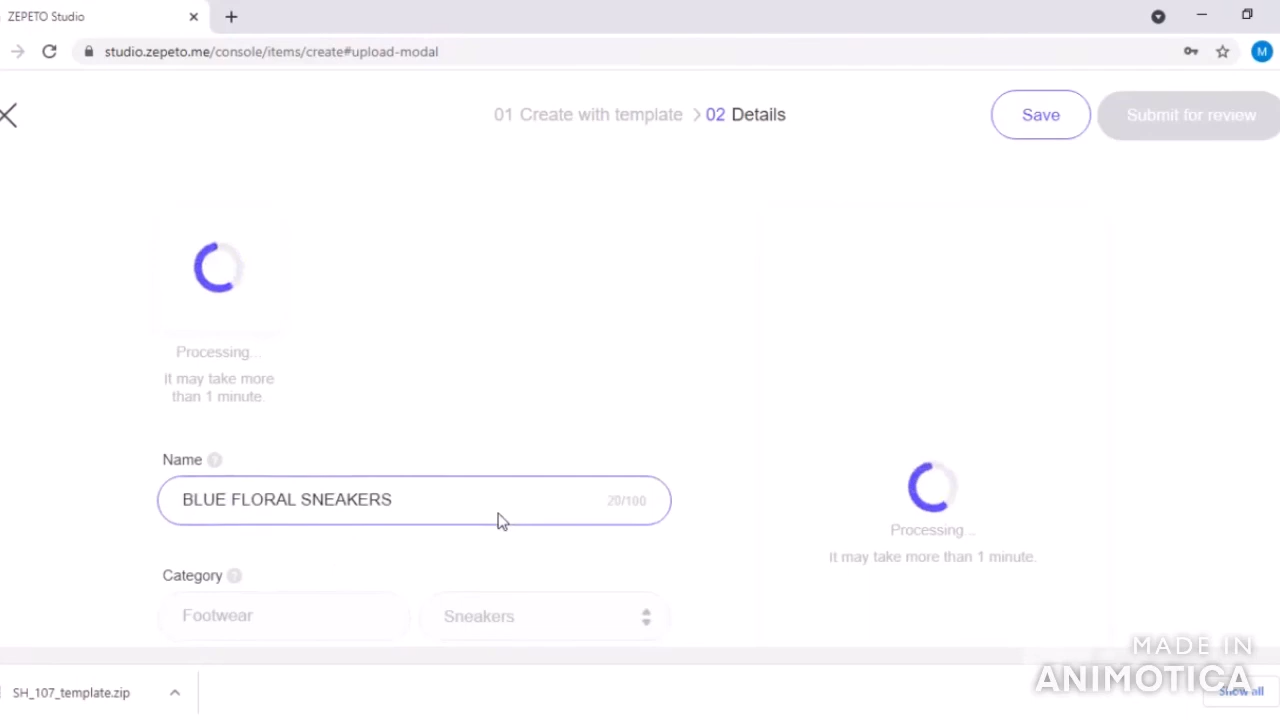 ZEPETO Studio
studio.zepeto.me/console/items/create#upload-modal
M
01 Create with template
02 Details
Save
Submit for review
Processing...
It may take more
than 1 minute.
Name ?
BLUE FLORAL SNEAKERS
20/100
Category ?
Footwear
Sneakers
Processing...
It may take more than 1 minute.
MADE IN
ANIMOTICA
SH_107_template.zip
Show all